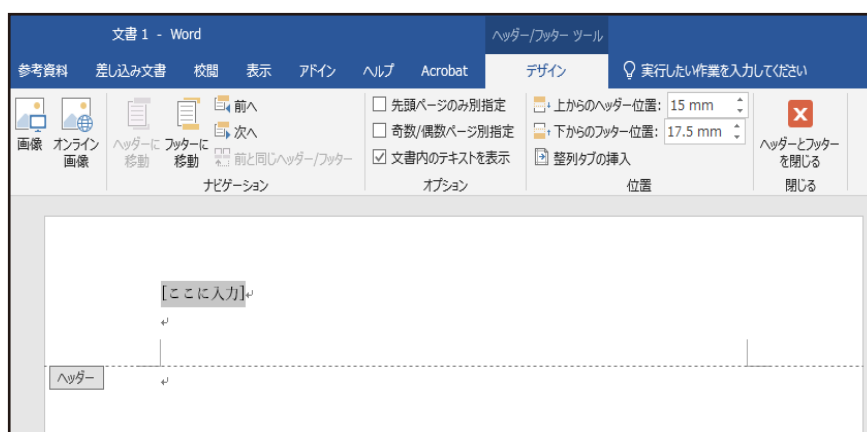 文書 1 - Word
ヘッダー/フッター ツール
参考資料 差し込み文書 校閲 表示 アドイン ヘルプ Acrobat デザイン 実行したい作業を入力してください
画像
オンライン
画像
ヘッダーに
移動
フッターに
移動
前へ
次へ
前と同じヘッダー/フッター
ナビゲーション
先頭ページのみ別指定
奇数/偶数ページ別指定
文書内のテキストを表示
オプション
上からのヘッダー位置: 15 mm
下からのフッター位置: 17.5 mm
整列タブの挿入
位置
ヘッダーとフッター
を閉じる
閉じる
[ここに入力]
ヘッダー